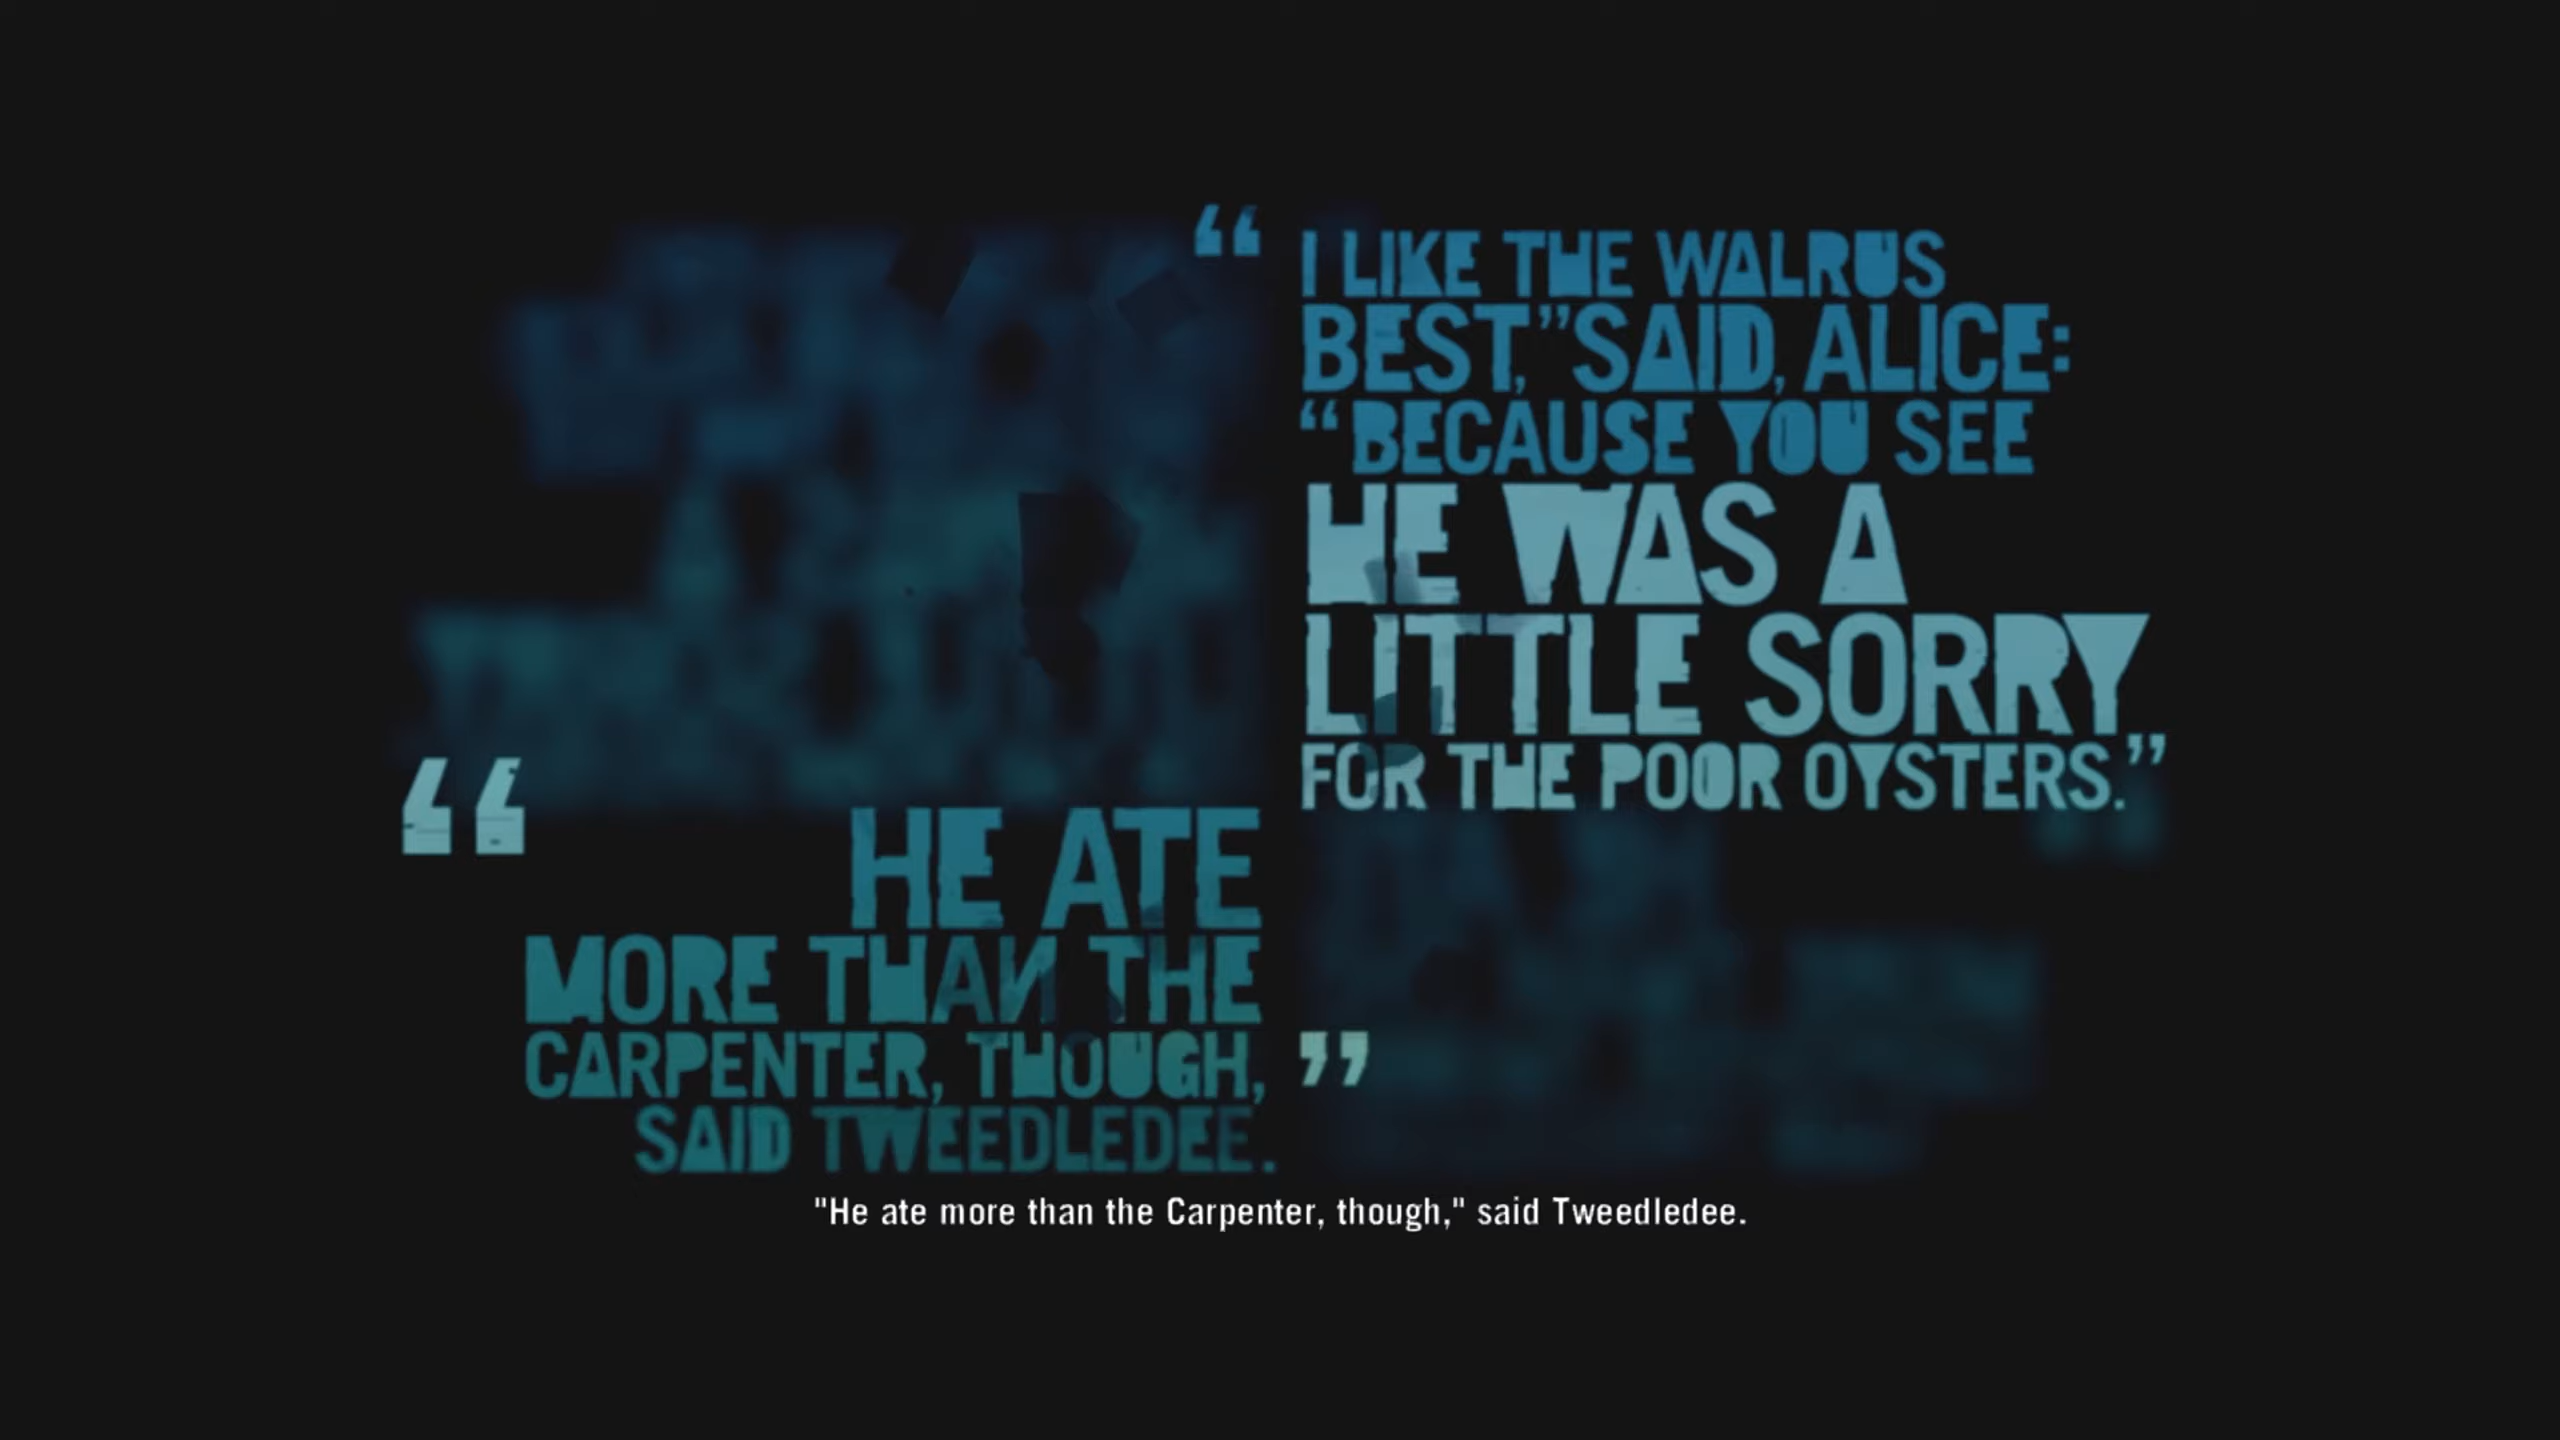 “ I LIKE THE WALRUS
BEST,” SAID, ALICE:
“BECAUSE YOU SEE
HE WAS A
LITTLE SORRY
FOR THE POOR OYSTERS.”
“ HE ATE
MORE THAN THE
CARPENTER, THOUGH, ”
SAID TWEEDLEDEE.
"He ate more than the Carpenter, though," said Tweedledee.